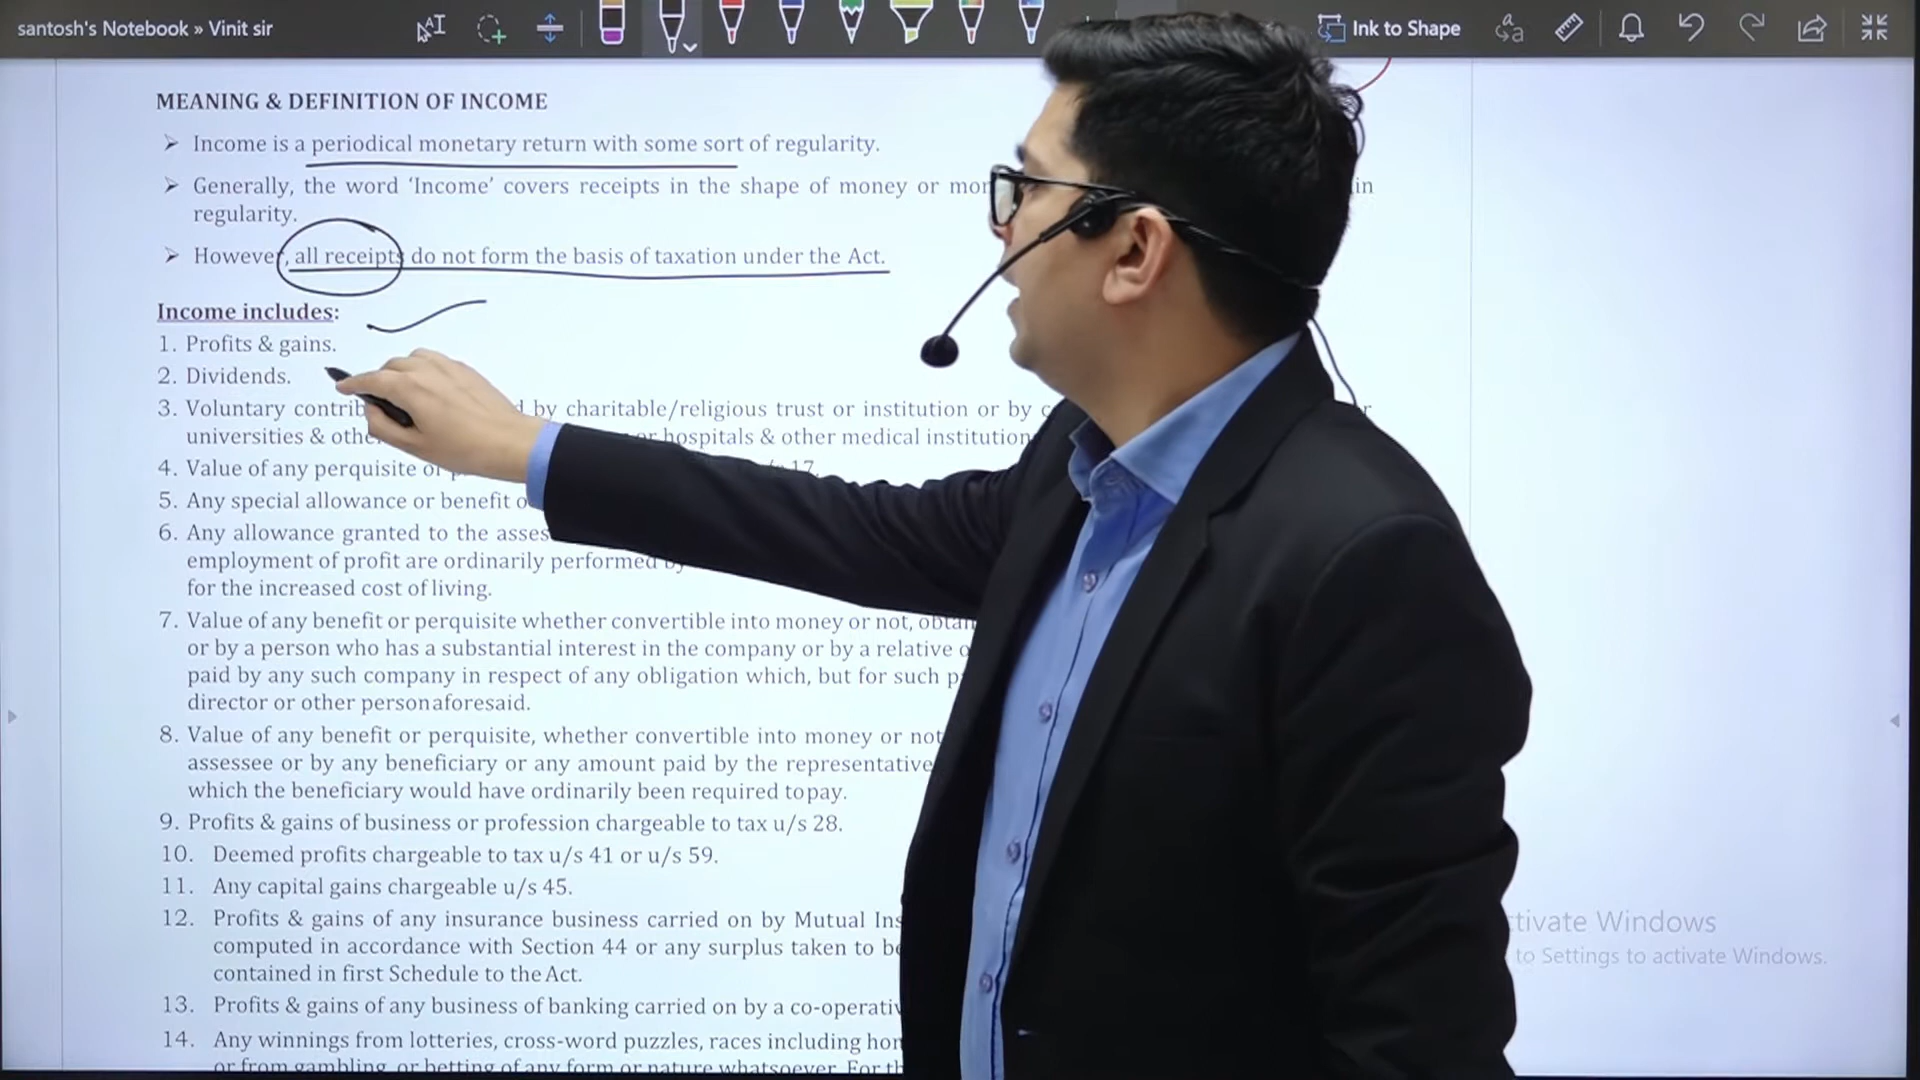 santosh's Notebook » Vinit sir
Ink to Shape
MEANING & DEFINITION OF INCOME
➢ Income is a periodical monetary return with some sort of regularity.
➢ Generally, the word ‘Income’ covers receipts in the shape of money or in
regularity.
➢ However, all receipts do not form the basis of taxation under the Act.
Income includes:
1. Profits & gains.
2. Dividends.
3. Voluntary by charitable/religious trust or institution or by
universities & hospitals & other medical institution
4. Value of any perquisite 17.
5. Any special allowance or benefit
6. Any allowance granted to the
employment of profit are ordinarily performed
for the increased cost of living.
7. Value of any benefit or perquisite whether convertible into money or not,
or by a person who has a substantial interest in the company or by a relative
paid by any such company in respect of any obligation which, but for such
director or other personaforesaid.
8. Value of any benefit or perquisite, whether convertible into money or not
assessee or by any beneficiary or any amount paid by the representative
which the beneficiary would have ordinarily been required topay.
9. Profits & gains of business or profession chargeable to tax u/s 28.
10. Deemed profits chargeable to tax u/s 41 or u/s 59.
11. Any capital gains chargeable u/s 45.
12. Profits & gains of any insurance business carried on by Mutual
computed in accordance with Section 44 or any surplus taken to
contained in first Schedule to the Act.
13. Profits & gains of any business of banking carried on by a
14. Any winnings from lotteries, cross-word puzzles, races including
or from gambling or betting of any form or nature whatsoever. For
Windows
to Settings to activate Windows.